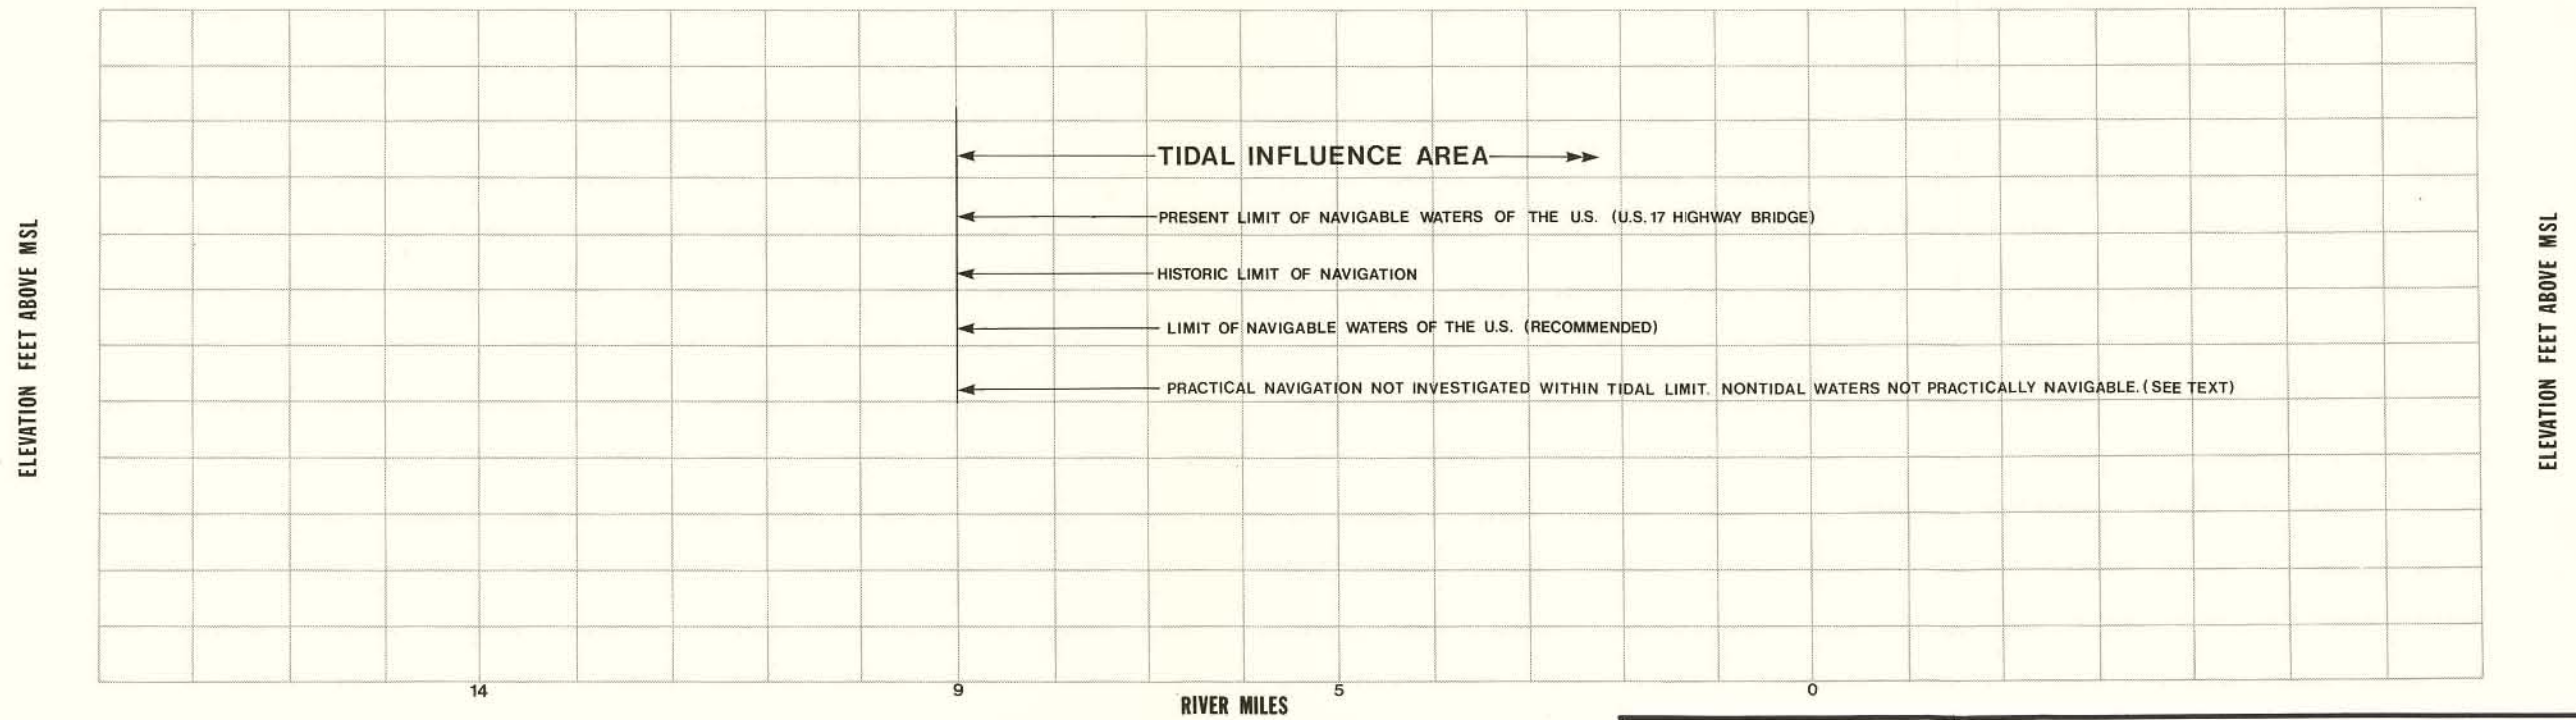 TIDAL INFLUENCE AREA
PRESENT LIMIT OF NAVIGABLE WATERS OF THE U.S. (U.S. 17 HIGHWAY BRIDGE)
HISTORIC LIMIT OF NAVIGATION
LIMIT OF NAVIGABLE WATERS OF THE U.S. (RECOMMENDED)
PRACTICAL NAVIGATION NOT INVESTIGATED WITHIN TIDAL LIMIT. NONTIDAL WATERS NOT PRACTICALLY NAVIGABLE. (SEE TEXT)
ELEVATION FEET ABOVE MSL
ELEVATION FEET ABOVE MSL
14 9 5 0
RIVER MILES